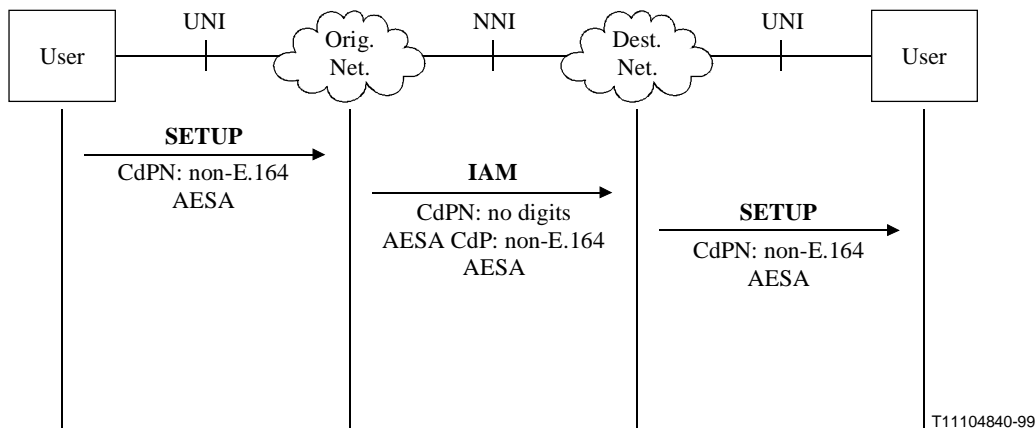 UNI
NNI
UNI
User
Orig.
Net.
Dest.
Net.
User
SETUP
CdPN: non-E.164
AESA
IAM
CdPN: no digits
AESA CdP: non-E.164
AESA
SETUP
CdPN: non-E.164
AESA
T11104840-99